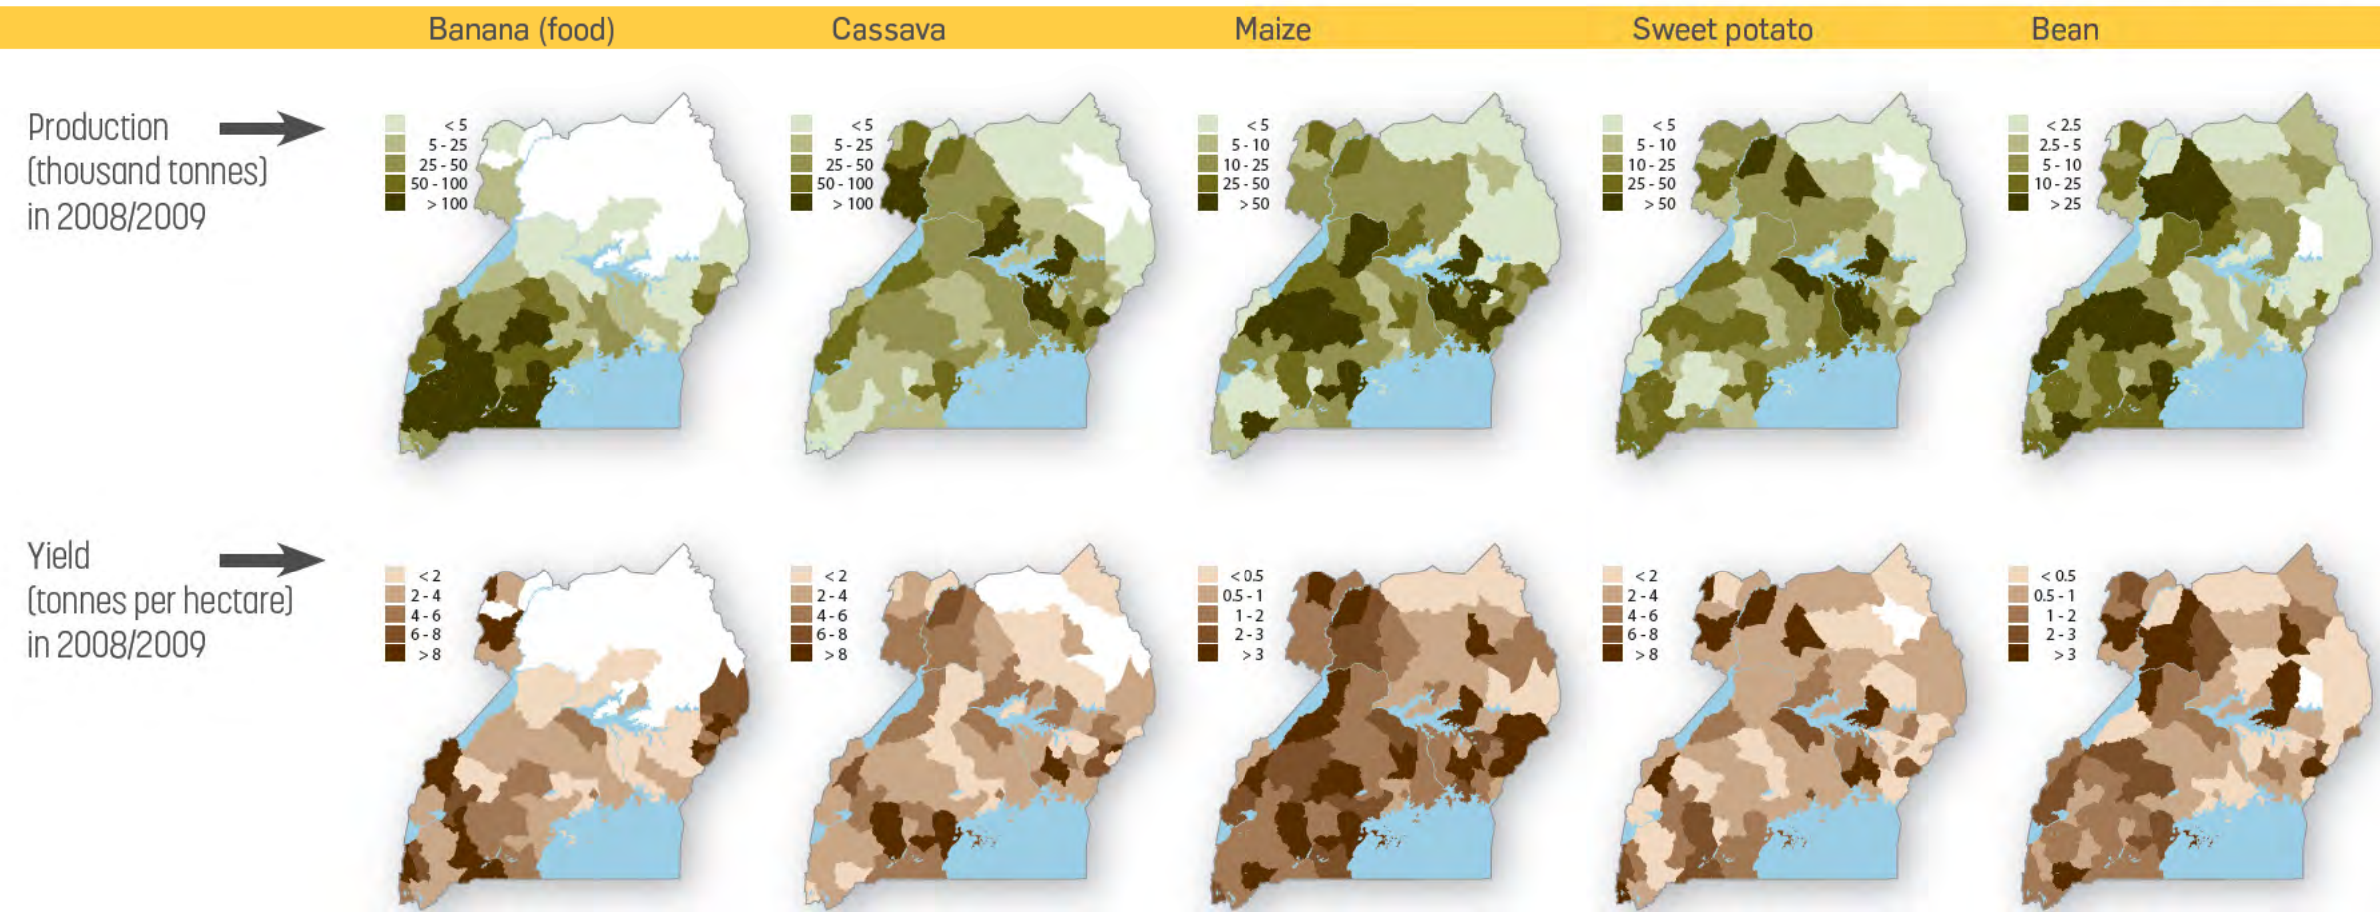 Banana (food) Cassava Maize Sweet potato Bean
Production
(thousand tonnes)
in 2008/2009
< 5
5 - 25
25 - 50
50 - 100
> 100
< 5
5 - 25
25 - 50
50 - 100
> 100
< 5
5 - 10
10 - 25
25 - 50
> 50
< 5
5 - 10
10 - 25
25 - 50
> 50
< 2.5
2.5 - 5
5 - 10
10 - 25
> 25
Yield
(tonnes per hectare)
in 2008/2009
< 2
2 - 4
4 - 6
6 - 8
> 8
< 2
2 - 4
4 - 6
6 - 8
> 8
< 0.5
0.5 - 1
1 - 2
2 - 3
> 3
< 2
2 - 4
4 - 6
6 - 8
> 8
< 0.5
0.5 - 1
1 - 2
2 - 3
> 3